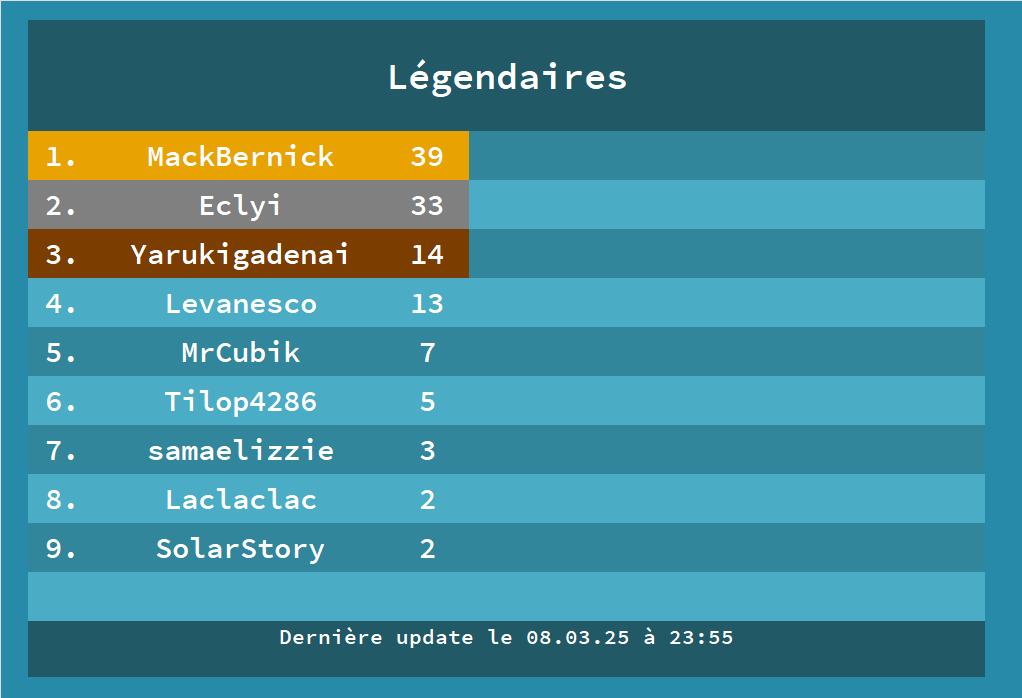 Légendaires
1. MackBernick 39
2. Eclyi 33
3. Yarukigadenai 14
4. Levanesco 13
5. MrCubik 7
6. Tilop4286 5
7. samaelizzie 3
8. Laclaclac 2
9. SolarStory 2
Dernière update le 08.03.25 à 23:55